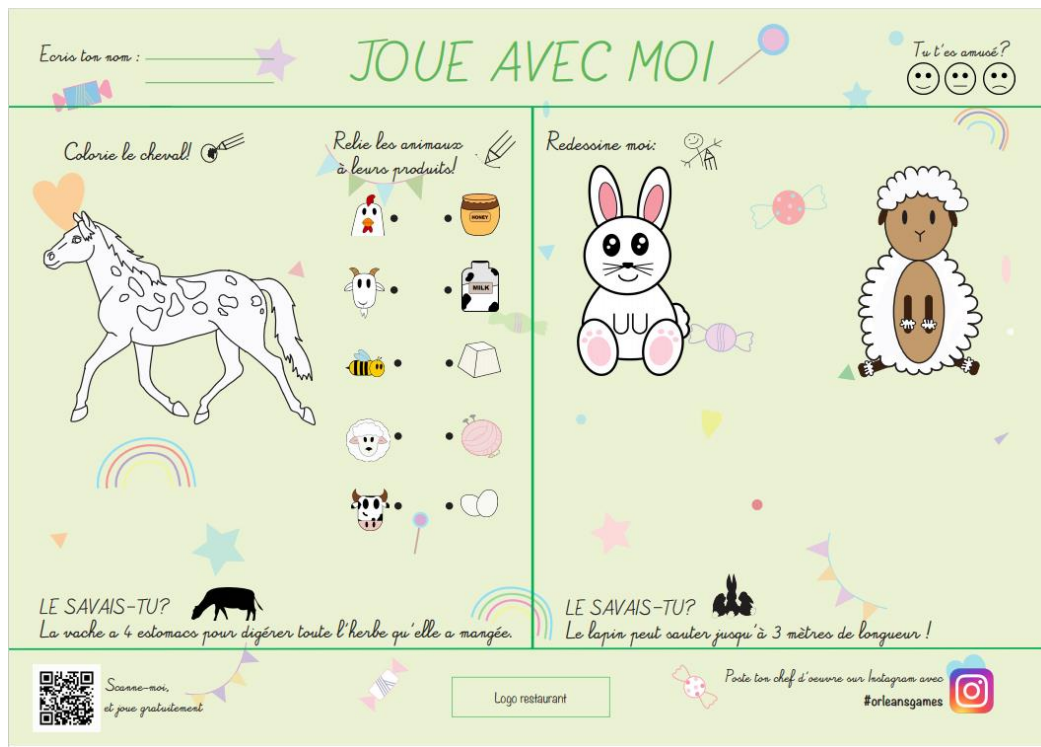 Ecris ton nom :
JOUE AVEC MOI
Tu t'es amusé?
Colorie le cheval!
Relie les animaux
à leurs produits!
HONEY
MILK
Redessine moi:
LE SAVAIS-TU?
La vache a 4 estomacs pour digérer toute l'herbe qu'elle a mangée.
LE SAVAIS-TU?
Le lapin peut sauter jusqu'à 3 mètres de longueur !
Scanne-moi,
et joue gratuitement
Logo restaurant
Poste ton chef d'oeuvre sur Instagram avec
#orleansgames